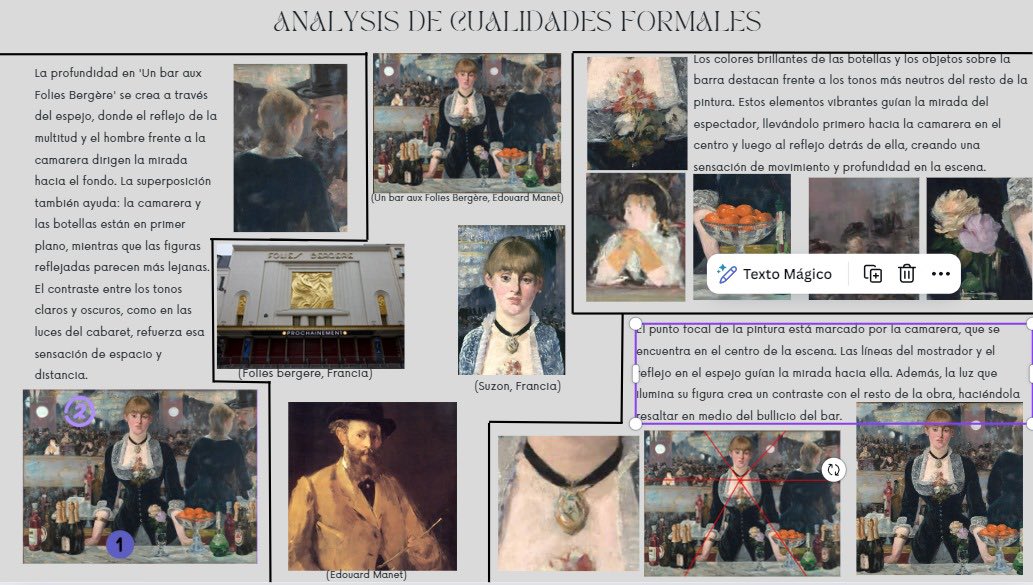 ANALYSIS DE CUALIDADES FORMALES
La profundidad en 'Un bar aux
Folies Bergère' se crea a través
del espejo, donde el reflejo de la
multitud y el hombre frente a la
camarera dirigen la mirada
hacia el fondo. La superposición
también ayuda: la camarera y
las botellas están en primer
plano, mientras que las figuras
reflejadas parecen más lejanas.
El contraste entre los tonos
claros y oscuros, como en las
luces del cabaret, refuerza esa
sensación de espacio y
distancia.
2
1
(Un bar aux Folies Bergère, Edouard Manet)
FOLIES BERGERE
PROCHAINEMENT
(Folies bergere, Francia)
(Suzon, Francia)
(Edouard Manet)
Los colores brillantes de las botellas y los objetos sobre la
barra destacan frente a los tonos más neutros del resto de la
pintura. Estos elementos vibrantes guían la mirada del
espectador, llevándolo primero hacia la camarera en el
centro y luego al reflejo detrás de ella, creando una
sensación de movimiento y profundidad en la escena.
Texto Mágico
El punto focal de la pintura está marcado por la camarera, que se
encuentra en el centro de la escena. Las líneas del mostrador y el
reflejo en el espejo guían la mirada hacia ella. Además, la luz que
ilumina su figura crea un contraste con el resto de la obra, haciéndola
resaltar en medio del bullicio del bar.